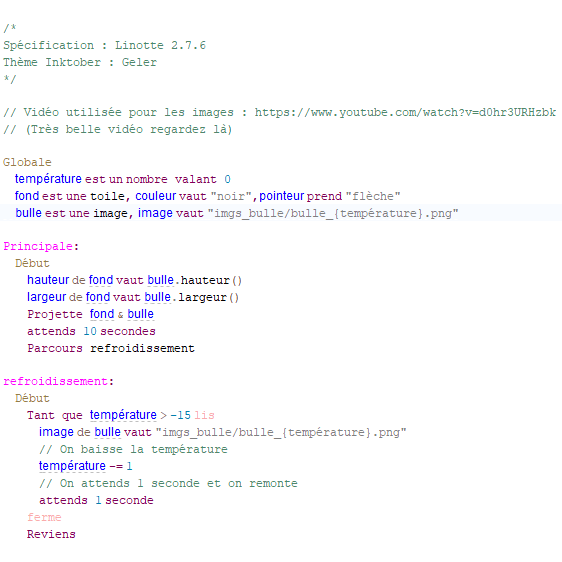 /*
Spécification : Linotte 2.7.6
Thème Inktober : Geler
*/
// Vidéo utilisée pour les images : https://www.youtube.com/watch?v=d0hr3URHzbk
// (Très belle vidéo regardez là)
Globale
température est un nombre valant 0
fond est une toile, couleur vaut "noir",pointeur prend "flèche"
bulle est une image, image vaut "imgs_bulle/bulle_{température}.png"
Principale:
Début
hauteur de fond vaut bulle.hauteur()
largeur de fond vaut bulle.largeur()
Projette fond & bulle
attends 10 secondes
Parcours refroidissement
refroidissement:
Début
Tant que température > -15 lis
image de bulle vaut "imgs_bulle/bulle_{température}.png"
// On baisse la température
température -= 1
// On attends 1 seconde et on remonte
attends 1 seconde
ferme
Reviens